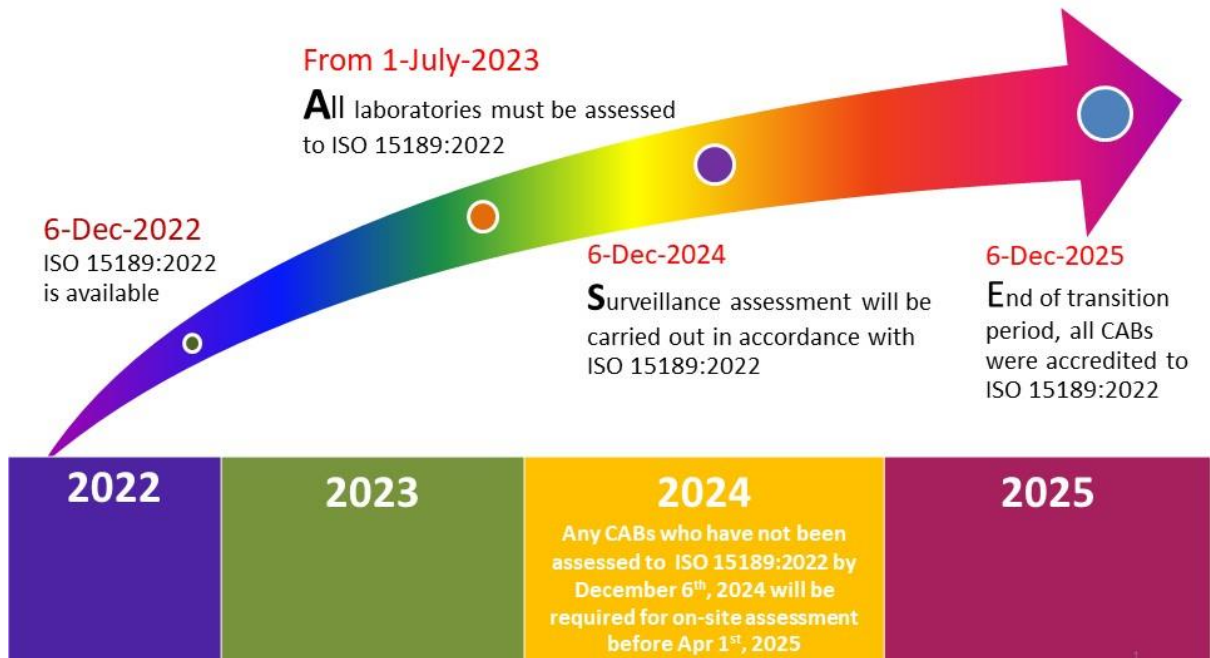 From 1-July-2023
All laboratories must be assessed
to ISO 15189:2022
6-Dec-2022
ISO 15189:2022
is available
6-Dec-2024
Surveillance assessment will be
carried out in accordance with
ISO 15189:2022
6-Dec-2025
End of transition
period, all CABs
were accredited to
ISO 15189:2022
2022
2023
2024
Any CABs who have not been
assessed to ISO 15189:2022 by
December 6th, 2024 will be
required for on-site assessment
before Apr 1st, 2025
2025
1